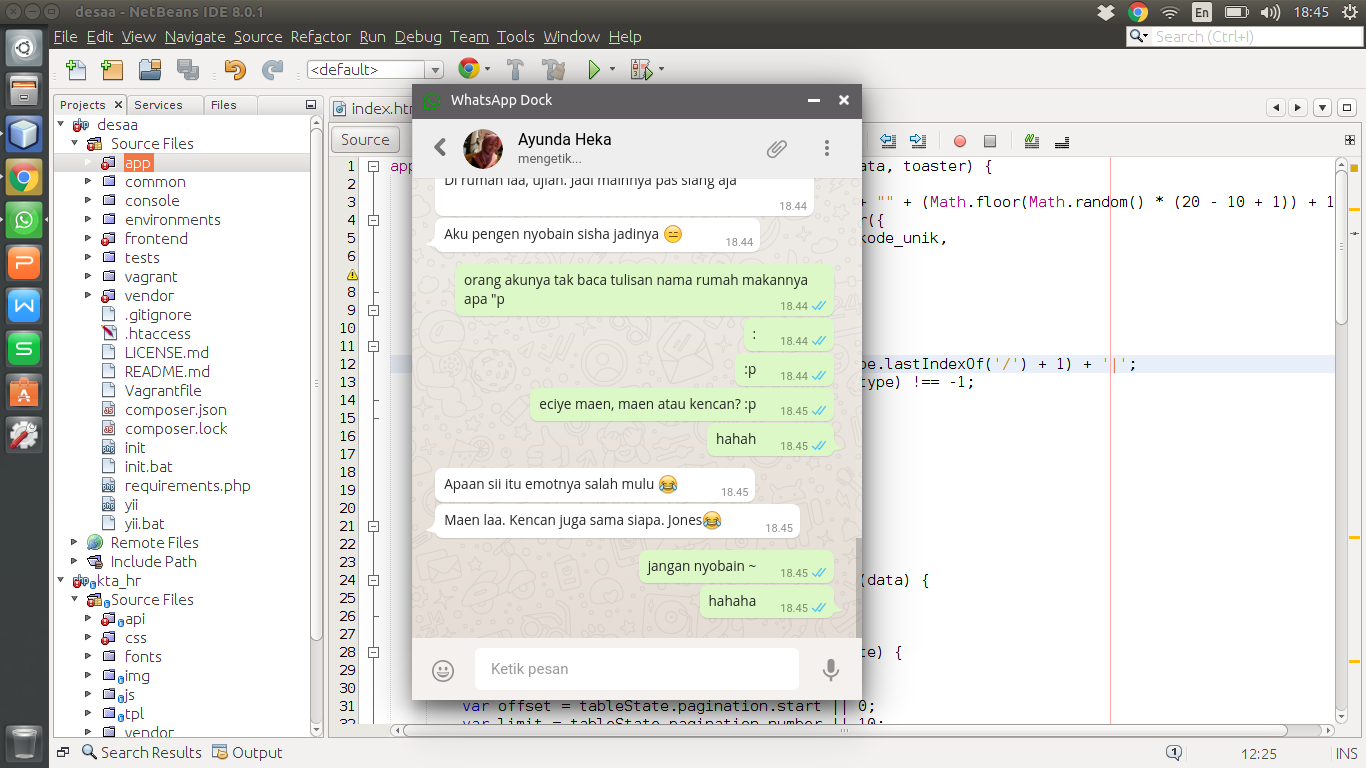 desaa - NetBeans IDE 8.0.1
En
18:45
File Edit View Navigate Source Refactor Run Debug Team Tools Window Help
Search (Ctrl+I)
<default>
Projects
Services
Files
desaa
Source Files
app
common
console
environments
frontend
tests
vagrant
vendor
.gitignore
.htaccess
LICENSE.md
README.md
Vagrantfile
composer.json
composer.lock
init
init.bat
requirements.php
yii
yii.bat
Remote Files
Include Path
kta_hr
Source Files
api
css
fonts
img
js
tpl
vendor
Search Results
Output
Source
WhatsApp Dock
Ayunda Heka
mengetik...
Di rumah laa, ujian. Jadi mainnya pas siang aja
18.44
Aku pengen nyobain sisha jadinya 😑
18.44
orang akunya tak baca tulisan nama rumah makannya
apa "p
18.44
:
18.44
:p
18.44
eciye maen, maen atau kencan? :p
18.45
hahah
18.45
Apaan sii itu emotnya salah mulu 😂
18.45
Maen laa. Kencan juga sama siapa. Jones😂
18.45
jangan nyobain ~
18.45
hahaha
18.45
Ketik pesan
1
2
3
4
5
6
8
9
10
11
12
13
14
15
16
17
18
19
20
21
22
23
24
25
26
27
28
29
30
31
ata, toaster) {
+ "" + (Math.floor(Math.random() * (20 - 10 + 1)) + 1
r({
kode_unik,
pe.lastIndexOf('/') + 1) + '|';
type) !== -1;
(data) {
te) {
var offset = tableState.pagination.start || 0;
var limit = tableState.pagination.number || 10;
1
12:25
INS